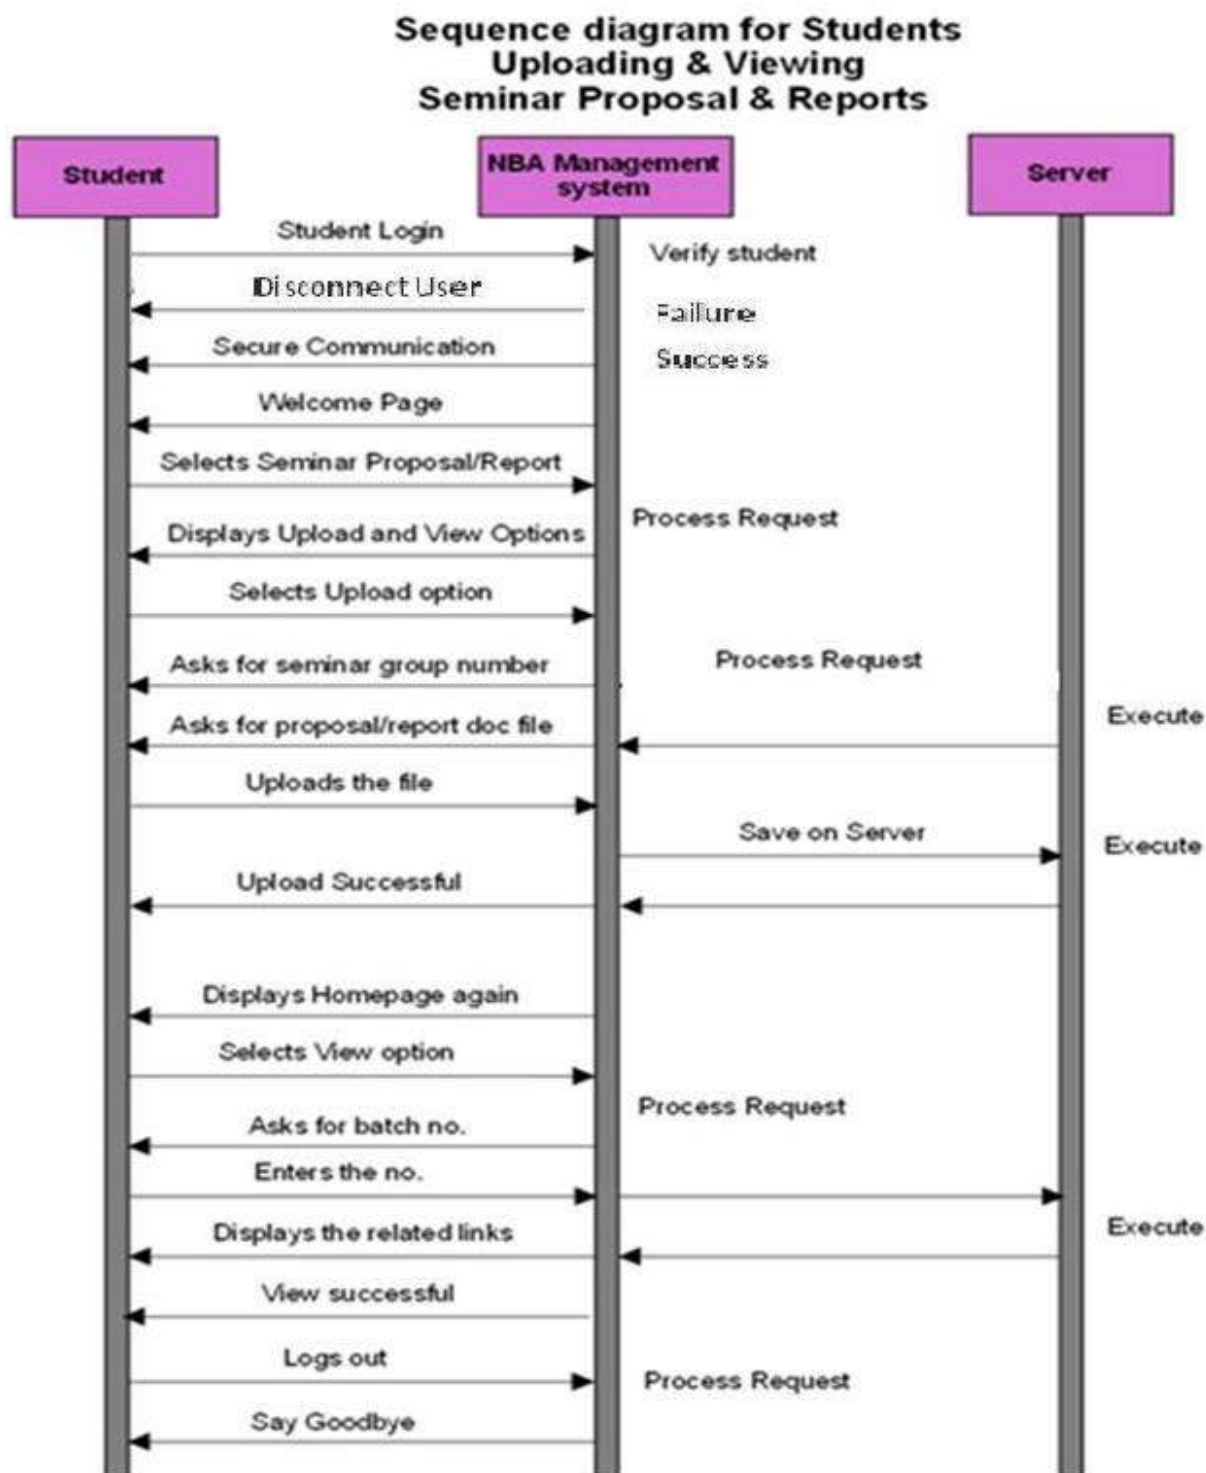 Sequence diagram for Students
Uploading & Viewing
Seminar Proposal & Reports
Student
NBA Management
system
Server
Student Login
Verify student
Disconnect User
Failure
Secure Communication
Success
Welcome Page
Selects Seminar Proposal/Report
Process Request
Displays Upload and View Options
Selects Upload option
Asks for seminar group number
Process Request
Execute
Asks for proposal/report doc file
Uploads the file
Save on Server
Execute
Upload Successful
Displays Homepage again
Selects View option
Process Request
Asks for batch no.
Enters the no.
Displays the related links
Execute
View successful
Logs out
Process Request
Say Goodbye